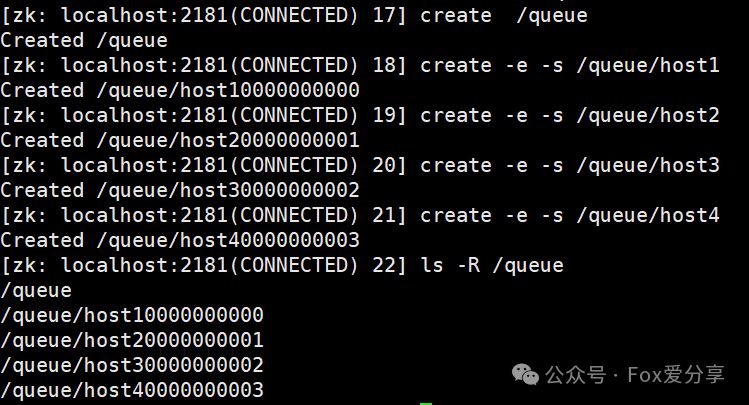 [zk: localhost:2181(CONNECTED) 17] create  /queue
Created /queue
[zk: localhost:2181(CONNECTED) 18] create -e -s /queue/host1
Created /queue/host10000000000
[zk: localhost:2181(CONNECTED) 19] create -e -s /queue/host2
Created /queue/host20000000001
[zk: localhost:2181(CONNECTED) 20] create -e -s /queue/host3
Created /queue/host30000000002
[zk: localhost:2181(CONNECTED) 21] create -e -s /queue/host4
Created /queue/host40000000003
[zk: localhost:2181(CONNECTED) 22] ls -R /queue
/queue
/queue/host10000000000
/queue/host20000000001
/queue/host30000000002
/queue/host40000000003
公众号·Fox爱分享